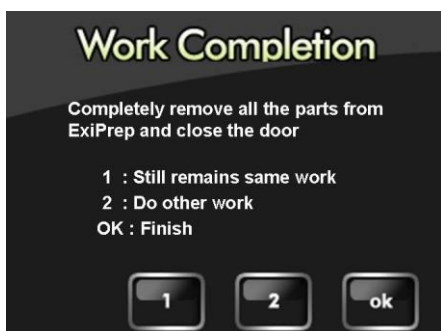 Work Completion
Completely remove all the parts from
ExiPrep and close the door
1 : Still remains same work
2 : Do other work
OK : Finish
1 2 ok